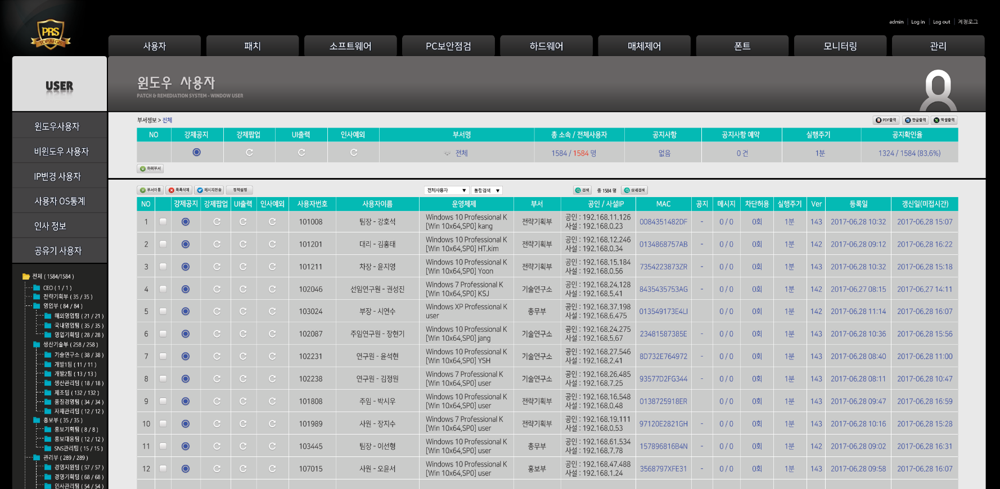 PRS
TOP AEGIS
admin | Log in | Log out | 계정로그
사용자 패치 소프트웨어 PC보안점검 하드웨어 매체제어 폰트 모니터링 관리
USER
윈도우 사용자
PATCH & REMEDIATION SYSTEM - WINDOW USER
윈도우사용자
비윈도우 사용자
IP변경 사용자
사용자 OS통계
인사 정보
공유기 사용자
전체 ( 1584/1584 )
CEO ( 1 / 1 )
전략기획부 ( 35 / 35 )
영업부 ( 84 / 84 )
해외영업팀 ( 21 / 21 )
국내영업팀 ( 35 / 35 )
영업기획팀 ( 28 / 28 )
생산기술부 ( 258 / 258 )
기술연구소 ( 38 / 38 )
개발1팀 ( 11 / 11 )
개발2팀 ( 13 / 13 )
생산관리팀 ( 18 / 18 )
제조팀 ( 132 / 132 )
품질경영팀 ( 34 / 34 )
자재관리팀 ( 12 / 12 )
홍보부 ( 35 / 35 )
홍보기획팀 ( 8 / 8 )
홍보대응팀 ( 12 / 12 )
SNS관리팀 ( 15 / 15 )
관리부 ( 289 / 289 )
경영지원팀 ( 57 / 57 )
경영기획팀 ( 68 / 68 )
인사관리팀 ( 54 / 54 )
부서정보 > 전체
PDF출력 한글출력 엑셀출력
NO 강제공지 강제팝업 UI출력 인사예외 부서명 총 소속 / 전체사용자 공지사항 공지사항 예약 실행주기 공지확인율
전체 1584 / 1584 명 없음 0 건 1분 1324 / 1584 (83.6%)
하위부서
부서이동 목록삭제 메시지전송 정책설정 전체사용자 ▼ 통합검색 ▼ 검색 총 1584 명 상세검색
NO 강제공지 강제팝업 UI출력 인사예외 사용자번호 사용자이름 운영체제 부서 공인 / 사설IP MAC 공지 메시지 차단허용 실행주기 Ver 등록일 갱신일(미접시간)
1 101008 팀장 - 강호석 Windows 10 Professional K [Win 10x64,SP0] kang 전략기획부 공인 : 192.168.11.126 사설 : 192.168.0.23 0084351482DF - 0 / 0 0회 1분 143 2017-06.28 10:32 2017-06.28 15:07
2 101201 대리 - 김홍태 Windows 10 Professional K [Win 10x64,SP0] HT.kim 전략기획부 공인 : 192.168.12.246 사설 : 192.168.0.34 0134868757AB - 0 / 0 0회 1분 142 2017-06.28 09:12 2017-06.28 16:22
3 101211 차장 - 윤지영 Windows 10 Professional K [Win 10x64,SP0] Yoon 전략기획부 공인 : 192.168.15.184 사설 : 192.168.0.56 7354223873ZR - 0 / 0 0회 1분 143 2017-06.28 10:32 2017-06.28 15:18
4 102046 선임연구원 - 권성진 Windows 7 Professional K [Win 10x64,SP0] KSJ 기술연구소 공인 : 192.168.24.128 사설 : 192.168.5.41 8435435753AG - 0 / 0 0회 1분 142 2017-06.27 08:15 2017-06.27 14:11
5 103024 부장 - 시연수 Windows XP Professional K user 총무부 공인 : 192.168.37.198 사설 : 192.168.6.475 013549173E4LI - 0 / 0 0회 1분 142 2017-06.28 11:14 2017-06.28 16:07
6 102087 주임연구원 - 장현기 Windows 10 Professional K [Win 10x64,SP0] jang 기술연구소 공인 : 192.168.24.275 사설 : 192.168.5.67 23481587385E - 0 / 0 0회 1분 143 2017-06.28 10:36 2017-06.28 15:56
7 102231 연구원 - 윤석현 Windows 10 Professional K [Win 10x64,SP0] YSH 기술연구소 공인 : 192.168.27.546 사설 : 192.168.2.41 8D732E764972 - 0 / 0 0회 1분 143 2017-06.28 08:40 2017-06.28 11:00
8 102238 연구원 - 김정원 Windows 7 Professional K [Win 10x64,SP0] user 기술연구소 공인 : 192.168.26.485 사설 : 192.168.7.25 93577D2FG344 - 0 / 0 0회 1분 143 2017-06.28 08:11 2017-06.28 10:47
9 101808 주임 - 박시우 Windows 10 Professional K [Win 10x64,SP0] user 전략기획부 공인 : 192.168.16.548 사설 : 192.168.0.48 0138725918ER - 0 / 0 0회 1분 143 2017-06.28 09:47 2017-06.28 16:59
10 101989 사원 - 장지수 Windows 7 Professional K [Win 10x64,SP0] user 전략기획부 공인 : 192.168.19.111 사설 : 192.168.0.53 97120E2821GH - 0 / 0 0회 1분 143 2017-06.28 10:16 2017-06.28 15:28
11 103445 팀장 - 이선형 Windows 10 Professional K [Win 10x64,SP0] user 총무부 공인 : 192.168.61.534 사설 : 192.168.7.78 157896816B4N - 0 / 0 0회 1분 142 2017-06.28 09:02 2017-06.28 16:31
12 107015 사원 - 오윤서 Windows 10 Professional K [Win 10x64,SP0] user 홍보부 공인 : 192.168.47.488 사설 : 192.168.1.24 3568797XFE31 - 0 / 0 0회 1분 143 2017-06.28 09:58 2017-06.28 16:07